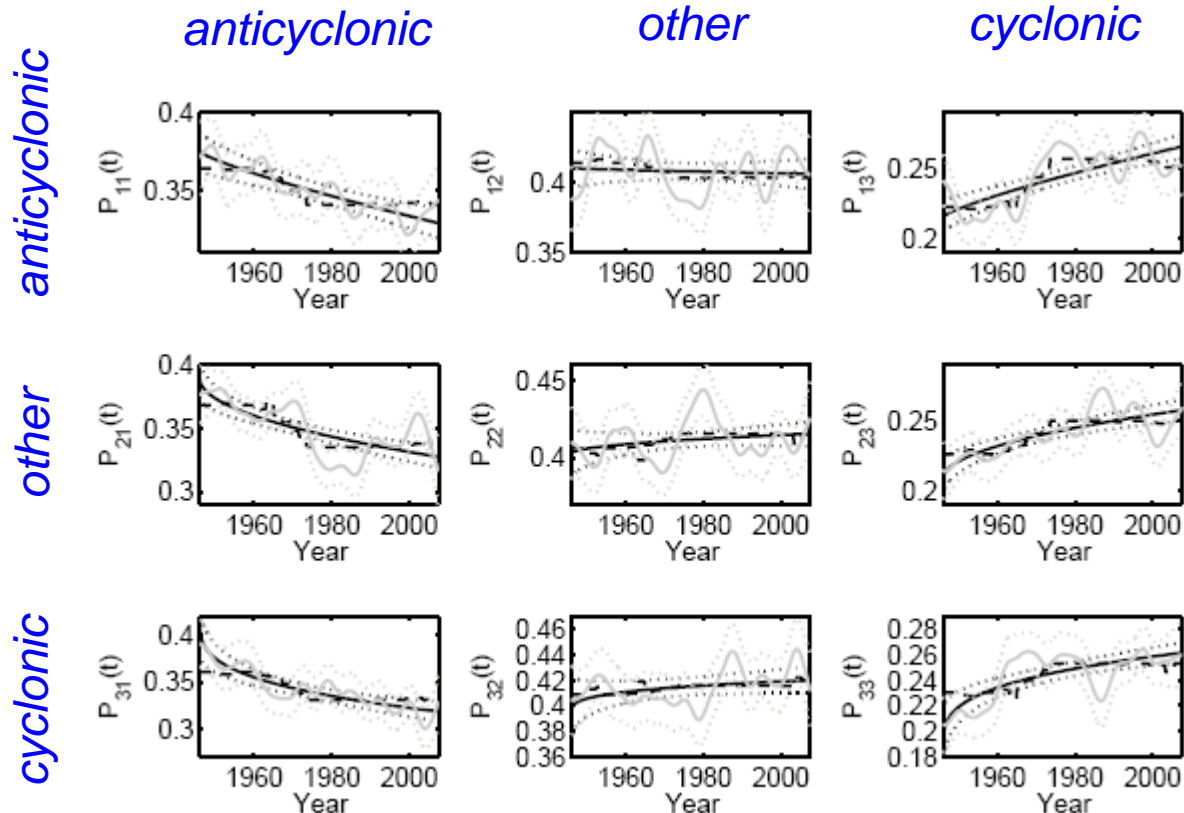 anticyclonic other cyclonic
anticyclonic
P11(t)
0.4
0.35
1960 1980 2000
Year
P12(t)
0.4
0.35
1960 1980 2000
Year
P13(t)
0.25
0.2
1960 1980 2000
Year
other
P21(t)
0.4
0.35
0.3
1960 1980 2000
Year
P22(t)
0.45
0.4
1960 1980 2000
Year
P23(t)
0.25
0.2
1960 1980 2000
Year
cyclonic
P31(t)
0.4
0.35
0.3
1960 1980 2000
Year
P32(t)
0.46
0.44
0.42
0.4
0.38
0.36
1960 1980 2000
Year
P33(t)
0.28
0.26
0.24
0.22
0.2
0.18
1960 1980 2000
Year